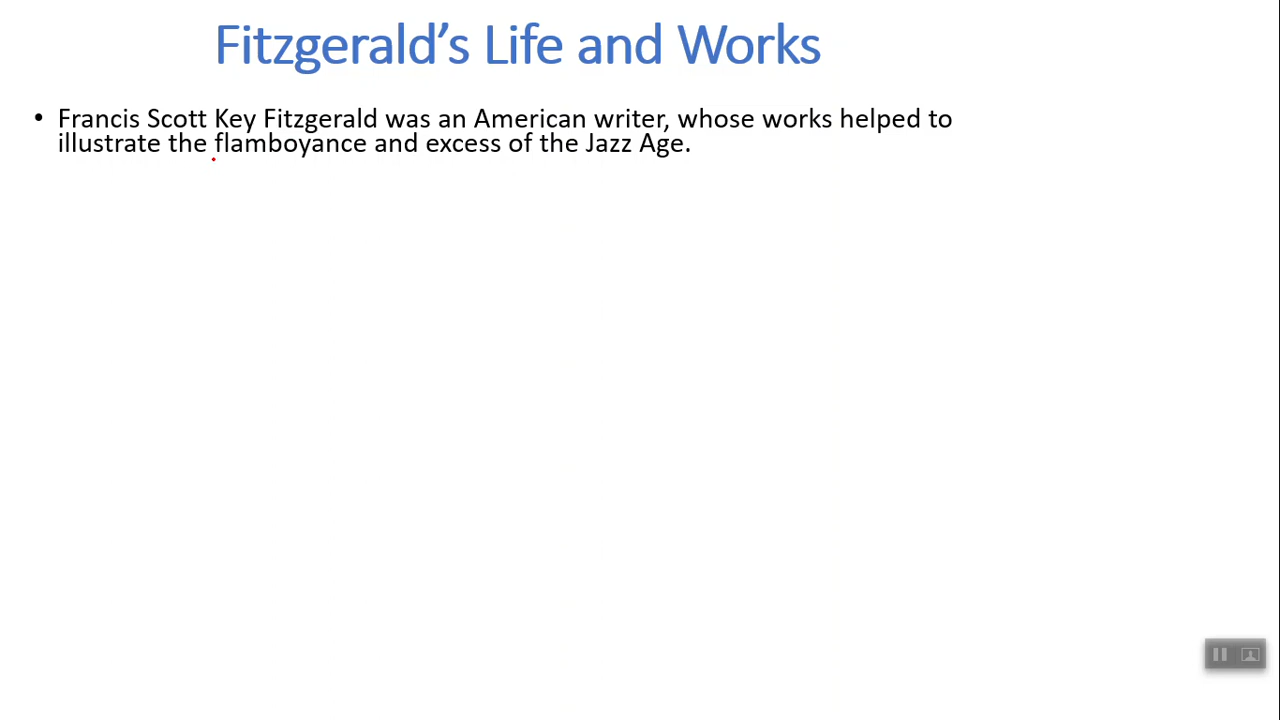 Fitzgerald’s Life and Works
• Francis Scott Key Fitzgerald was an American writer, whose works helped to
illustrate the flamboyance and excess of the Jazz Age.